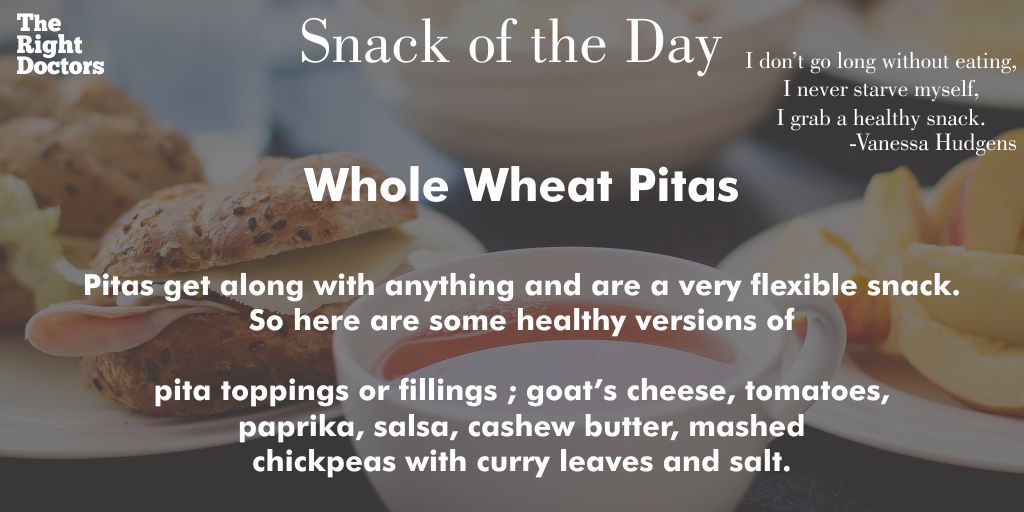 The
Right
Doctors
Snack of the Day
I don’t go long without eating,
I never starve myself,
I grab a healthy snack.
-Vanessa Hudgens
Whole Wheat Pitas
Pitas get along with anything and are a very flexible snack.
So here are some healthy versions of
pita toppings or fillings ; goat’s cheese, tomatoes,
paprika, salsa, cashew butter, mashed
chickpeas with curry leaves and salt.